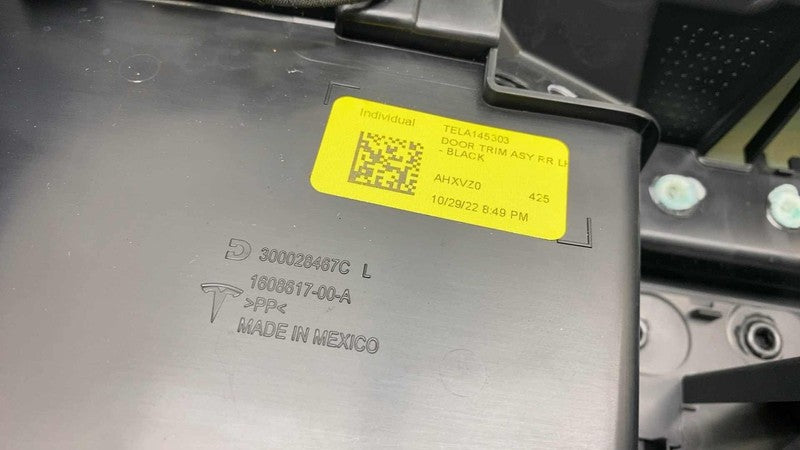 Individual
TELA145303
DOOR TRIM ASY RR LH
- BLACK
AHXVZ0
425
10/29/22 8:49 PM
300028467C L
1608617-00-A
>PP<
MADE IN MEXICO